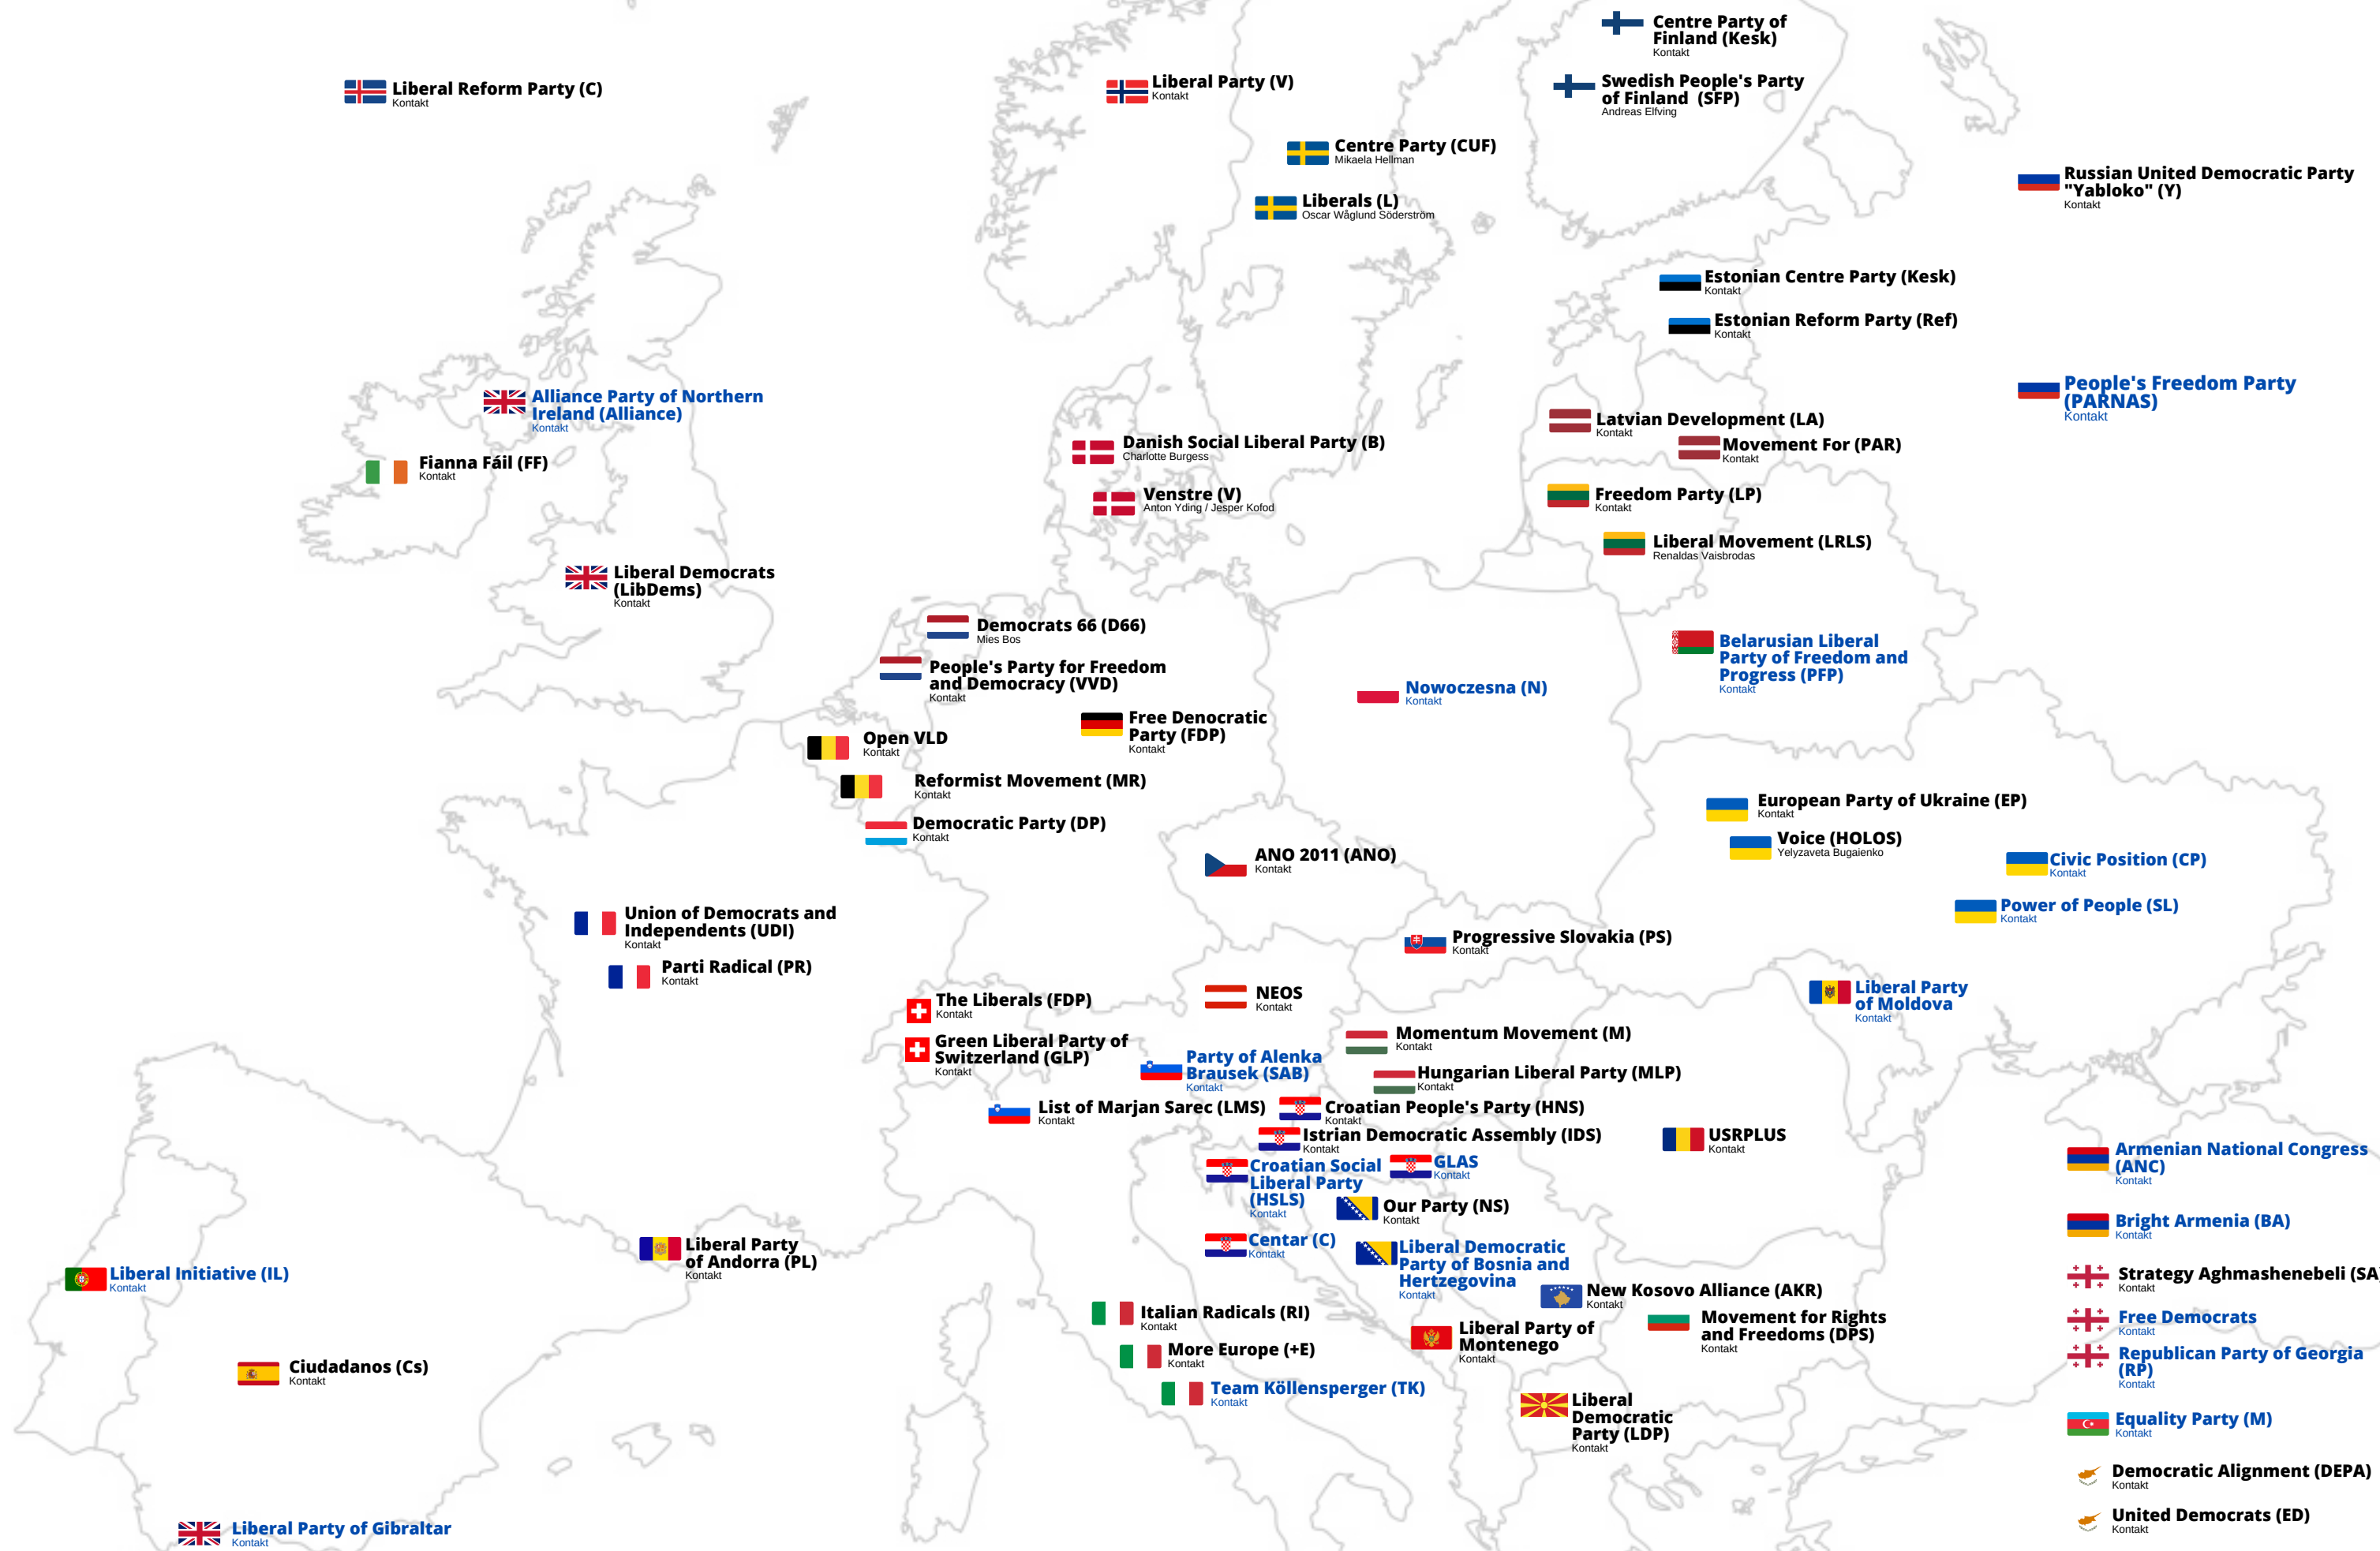 Centre Party of
Finland (Kesk)
Kontakt
Liberal Reform Party (C)
Kontakt
Liberal Party (V)
Kontakt
Swedish People's Party
of Finland (SFP)
Andreas Elfving
Centre Party (CUF)
Mikaela Hellman
Russian United Democratic Party
"Yabloko" (Y)
Kontakt
Liberals (L)
Oscar Wåglund Söderström
Estonian Centre Party (Kesk)
Kontakt
Estonian Reform Party (Ref)
Kontakt
Alliance Party of Northern
Ireland (Alliance)
Kontakt
People's Freedom Party
(PARNAS)
Kontakt
Latvian Development (LA)
Kontakt
Danish Social Liberal Party (B)
Charlotte Burgess
Movement For (PAR)
Kontakt
Fianna Fáil (FF)
Kontakt
Venstre (V)
Anton Yding / Jesper Kofod
Freedom Party (LP)
Kontakt
Liberal Movement (LRLS)
Renaldas Vaisbrodas
Liberal Democrats
(LibDems)
Kontakt
Democrats 66 (D66)
Mies Bos
Belarusian Liberal
Party of Freedom and
Progress (PFP)
Kontakt
People's Party for Freedom
and Democracy (VVD)
Kontakt
Nowoczesna (N)
Kontakt
Free Denocratic
Party (FDP)
Kontakt
Open VLD
Kontakt
Reformist Movement (MR)
Kontakt
European Party of Ukraine (EP)
Kontakt
Democratic Party (DP)
Kontakt
Voice (HOLOS)
Yelyzaveta Bugaienko
ANO 2011 (ANO)
Kontakt
Civic Position (CP)
Kontakt
Power of People (SL)
Kontakt
Union of Democrats and
Independents (UDI)
Kontakt
Progressive Slovakia (PS)
Kontakt
Parti Radical (PR)
Kontakt
NEOS
Kontakt
Liberal Party
of Moldova
Kontakt
The Liberals (FDP)
Kontakt
Green Liberal Party of
Switzerland (GLP)
Kontakt
Momentum Movement (M)
Kontakt
Party of Alenka
Brausek (SAB)
Kontakt
Hungarian Liberal Party (MLP)
Kontakt
List of Marjan Sarec (LMS)
Kontakt
Croatian People's Party (HNS)
Kontakt
Istrian Democratic Assembly (IDS)
Kontakt
USRPLUS
Kontakt
Armenian National Congress
(ANC)
Kontakt
Croatian Social
Liberal Party
(HSLS)
Kontakt
GLAS
Kontakt
Our Party (NS)
Kontakt
Bright Armenia (BA)
Kontakt
Centar (C)
Kontakt
Liberal Party
of Andorra (PL)
Kontakt
Liberal Democratic
Party of Bosnia and
Hertzegovina
Kontakt
Liberal Initiative (IL)
Kontakt
Strategy Aghmashenebeli (SA)
Kontakt
New Kosovo Alliance (AKR)
Kontakt
Italian Radicals (RI)
Kontakt
Movement for Rights
and Freedoms (DPS)
Kontakt
Free Democrats
Kontakt
Liberal Party of
Montenego
Kontakt
More Europe (+E)
Kontakt
Republican Party of Georgia
(RP)
Kontakt
Ciudadanos (Cs)
Kontakt
Team Köllensperger (TK)
Kontakt
Liberal
Democratic
Party (LDP)
Kontakt
Equality Party (M)
Kontakt
Democratic Alignment (DEPA)
Kontakt
United Democrats (ED)
Kontakt
Liberal Party of Gibraltar
Kontakt